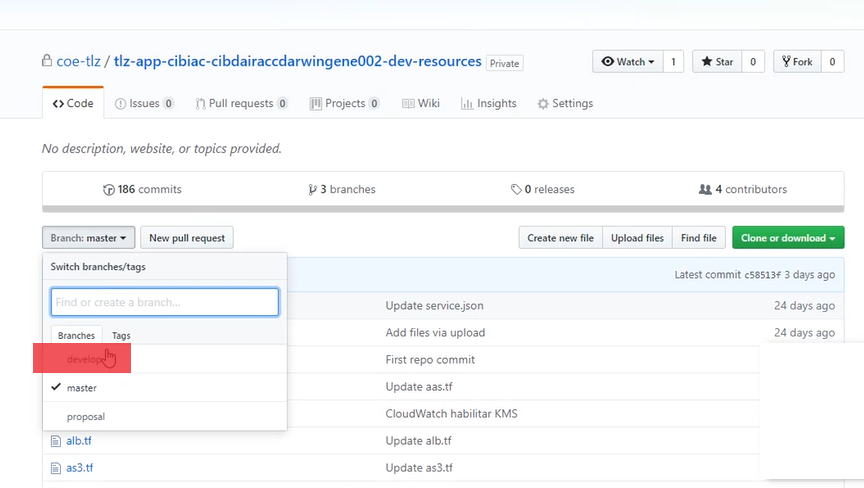 coe-tlz / tlz-app-cibiac-cibdairaccdarwingene002-dev-resources Private
Watch 1 Star 0 Fork 0
Code Issues 0 Pull requests 0 Projects 0 Wiki Insights Settings
No description, website, or topics provided.
186 commits 3 branches 0 releases 4 contributors
Branch: master New pull request Create new file Upload files Find file Clone or download
Switch branches/tags
Latest commit c58513f 3 days ago
Find or create a branch...
Update service.json 24 days ago
Branches Tags
Add files via upload 24 days ago
develop
First repo commit
master
Update aas.tf
CloudWatch habilitar KMS
proposal
alb.tf Update alb.tf
as3.tf Update as3.tf